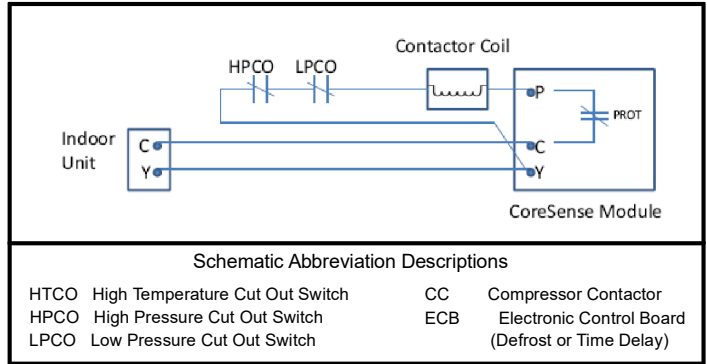 Contactor Coil
HPCO LPCO
P
PROT
Indoor
Unit
C
C
Y
Y
CoreSense Module
Schematic Abbreviation Descriptions
HTCO High Temperature Cut Out Switch
CC Compressor Contactor
HPCO High Pressure Cut Out Switch
ECB Electronic Control Board
LPCO Low Pressure Cut Out Switch
(Defrost or Time Delay)